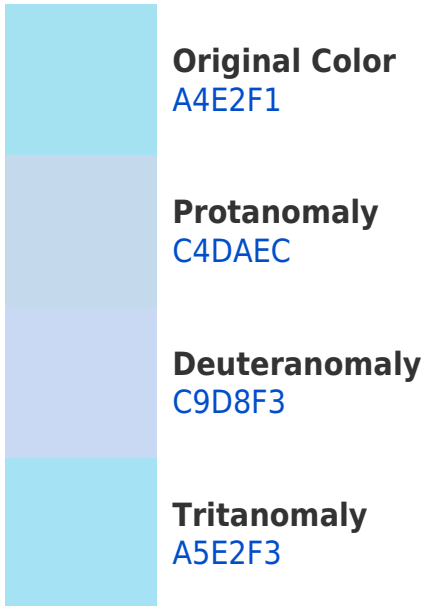 Original Color
A4E2F1
Protanomaly
C4DAEC
Deuteranomaly
C9D8F3
Tritanomaly
A5E2F3